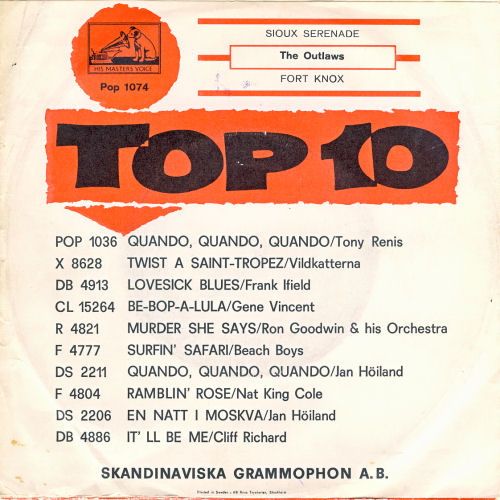 SIOUX SERENADE
The Outlaws
FORT KNOX
HIS MASTERS VOICE
Pop 1074
TOP 10
POP 1036 QUANDO, QUANDO, QUANDO/Tony Renis
X 8628 TWIST A SAINT-TROPEZ/Vildkatterna
DB 4913 LOVESICK BLUES/Frank Ifield
CL 15264 BE-BOP-A-LULA/Gene Vincent
R 4821 MURDER SHE SAYS/Ron Goodwin & his Orchestra
F 4777 SURFIN' SAFARI/Beach Boys
DS 2211 QUANDO, QUANDO, QUANDO/Jan Höiland
F 4804 RAMBLIN' ROSE/Nat King Cole
DS 2206 EN NATT I MOSKVA/Jan Höiland
DB 4886 IT' LL BE ME/Cliff Richard
SKANDINAVISKA GRAMMOPHON A.B.
Printed in Sweden